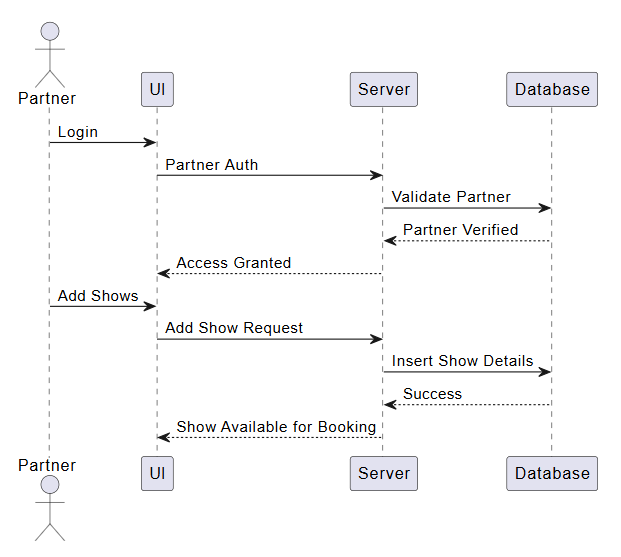 Partner
UI
Server
Database
Login
Partner Auth
Validate Partner
Partner Verified
Access Granted
Add Shows
Add Show Request
Insert Show Details
Success
Show Available for Booking
Partner
UI
Server
Database